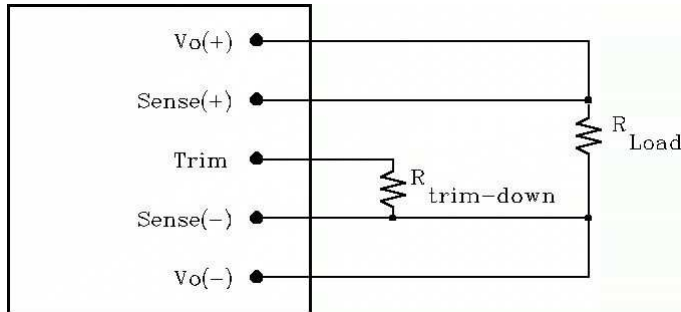 Vo(+)
Sense(+)
R
Load
Trim
R
trim-down
Sense(-)
Vo(-)